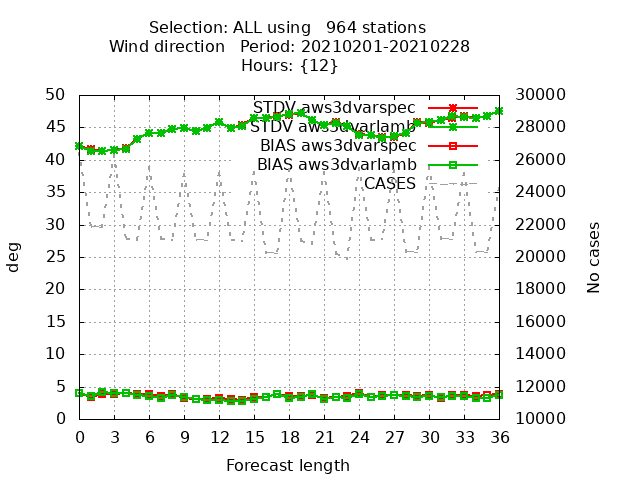 Selection: ALL using   964 stations
Wind direction   Period: 20210201-20210228
Hours: {12}
50 30000
STDV aws3dvarspec
45 28000
STDV aws3dvarlamb
BIAS aws3dvarspec
40 26000
BIAS aws3dvarlamb
CASES
35 24000
30 22000
25 20000
20 18000
15 16000
10 14000
5 12000
0 10000
deg
No cases
0 3 6 9 12 15 18 21 24 27 30 33 36
Forecast length